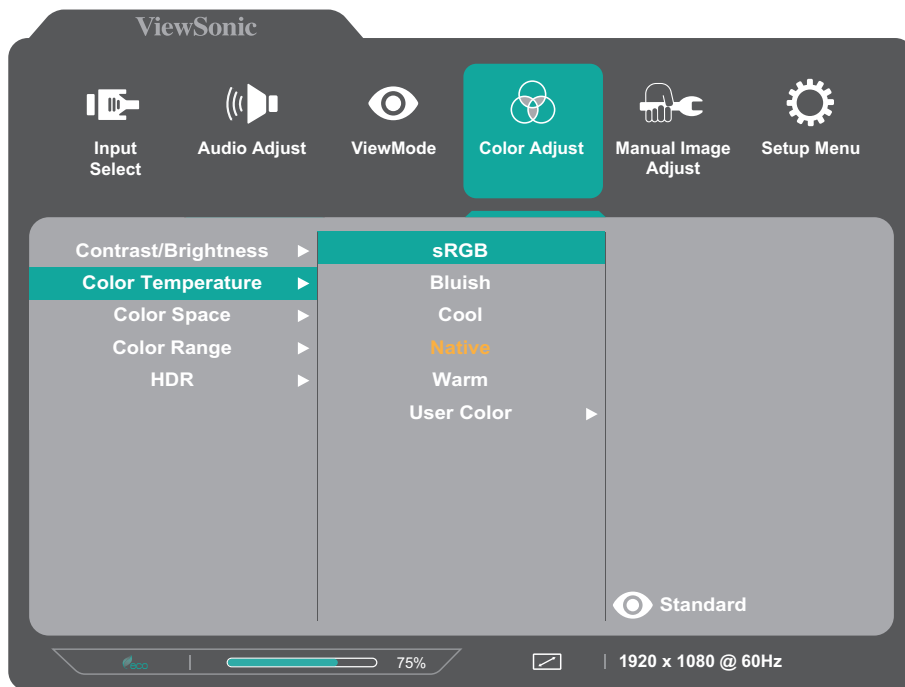 ViewSonic
Input
Select
Audio Adjust
ViewMode
Color Adjust
Manual Image
Adjust
Setup Menu
Contrast/Brightness
sRGB
Color Temperature
Bluish
Color Space
Cool
Color Range
Native
HDR
Warm
User Color
Standard
eco
75%
1920 x 1080 @ 60Hz